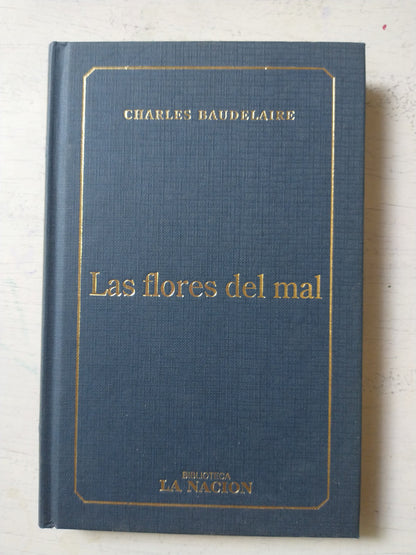 CHARLES BAUDELAIRE
Las flores del mal
BIBLIOTECA
LA NACION